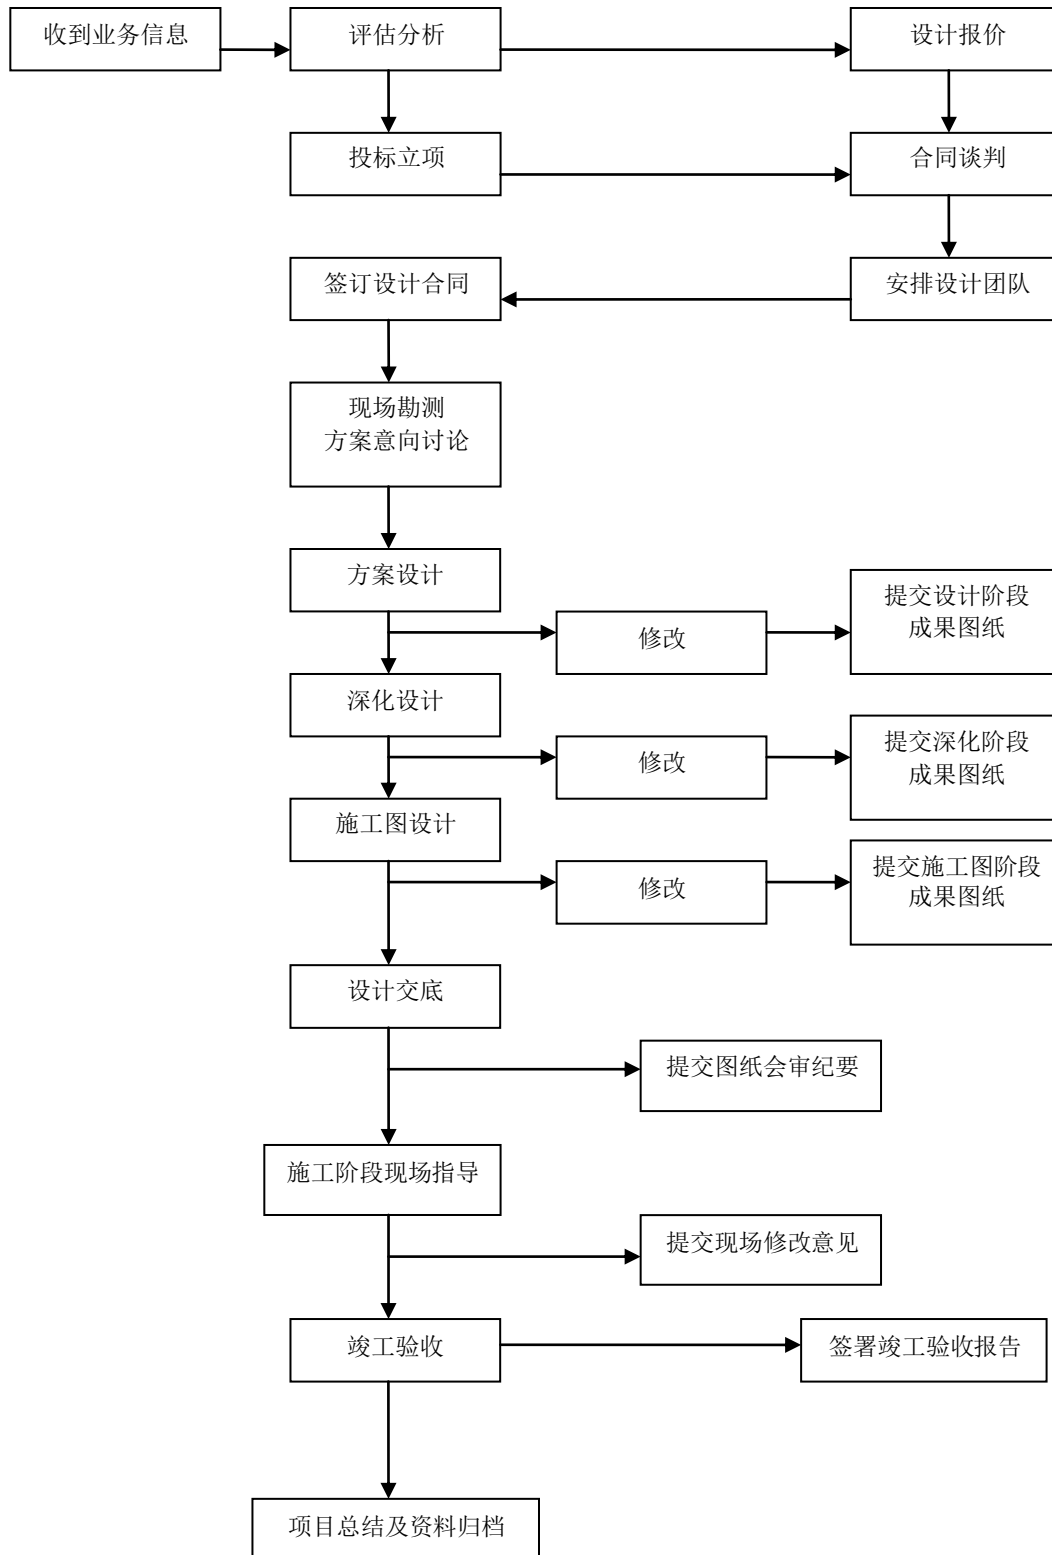 收到业务信息
评估分析
设计报价
投标立项
合同谈判
签订设计合同
安排设计团队
现场勘测
方案意向讨论
方案设计
修改
提交设计阶段
成果图纸
深化设计
修改
提交深化阶段
成果图纸
施工图设计
修改
提交施工图阶段
成果图纸
设计交底
提交图纸会审纪要
施工阶段现场指导
提交现场修改意见
竣工验收
签署竣工验收报告
项目总结及资料归档